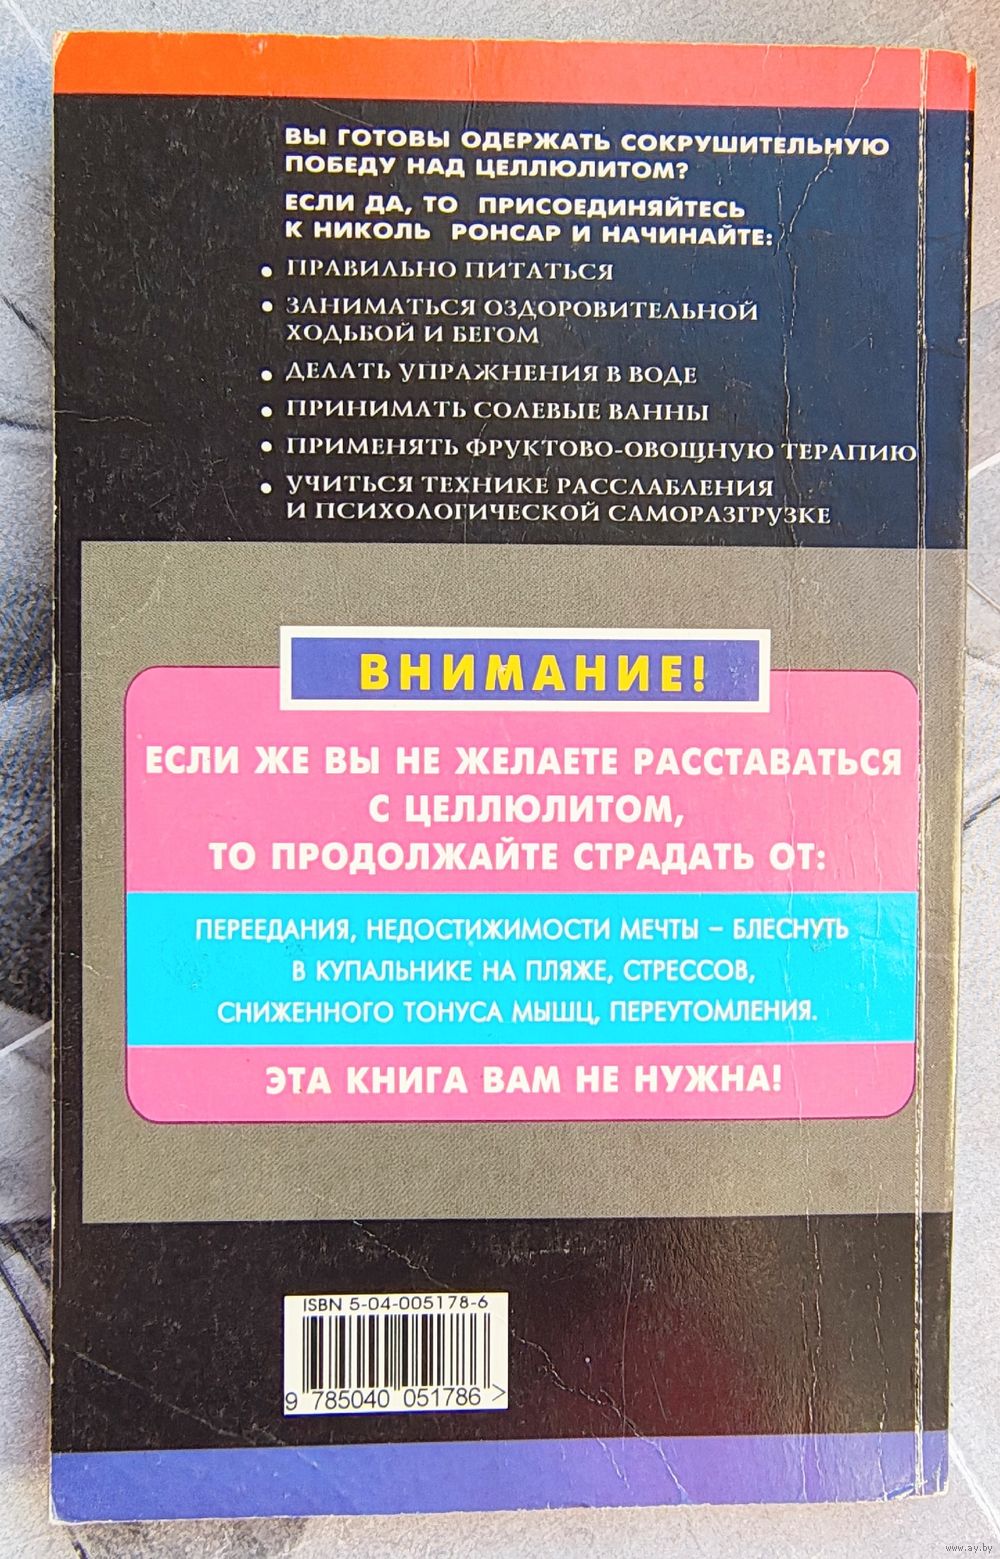 ВЫ ГОТОВЫ ОДЕРЖАТЬ СОКРУШИТЕЛЬНУЮ
ПОБЕДУ НАД ЦЕЛЛЮЛИТОМ?
ЕСЛИ ДА, ТО ПРИСОЕДИНЯЙТЕСЬ
К НИКОЛЬ РОНСАР И НАЧИНАЙТЕ:
• ПРАВИЛЬНО ПИТАТЬСЯ
• ЗАНИМАТЬСЯ ОЗДОРОВИТЕЛЬНОЙ
ХОДЬБОЙ И БЕГОМ
• ДЕЛАТЬ УПРАЖНЕНИЯ В ВОДЕ
• ПРИНИМАТЬ СОЛЕВЫЕ ВАННЫ
• ПРИМЕНЯТЬ ФРУКТОВО-ОВОЩНУЮ ТЕРАПИЮ
• УЧИТЬСЯ ТЕХНИКЕ РАССЛАБЛЕНИЯ
И ПСИХОЛОГИЧЕСКОЙ САМОРАЗГРУЗКЕ
ВНИМАНИЕ!
ЕСЛИ ЖЕ ВЫ НЕ ЖЕЛАЕТЕ РАССТАВАТЬСЯ
С ЦЕЛЛЮЛИТОМ,
ТО ПРОДОЛЖАЙТЕ СТРАДАТЬ ОТ:
ПЕРЕЕДАНИЯ, НЕДОСТИЖИМОСТИ МЕЧТЫ – БЛЕСНУТЬ
В КУПАЛЬНИКЕ НА ПЛЯЖЕ, СТРЕССОВ,
СНИЖЕННОГО ТОНУСА МЫШЦ, ПЕРЕУТОМЛЕНИЯ.
ЭТА КНИГА ВАМ НЕ НУЖНА!
ISBN 5-04-005178-6
9 785040 051786 >
www.ay.by